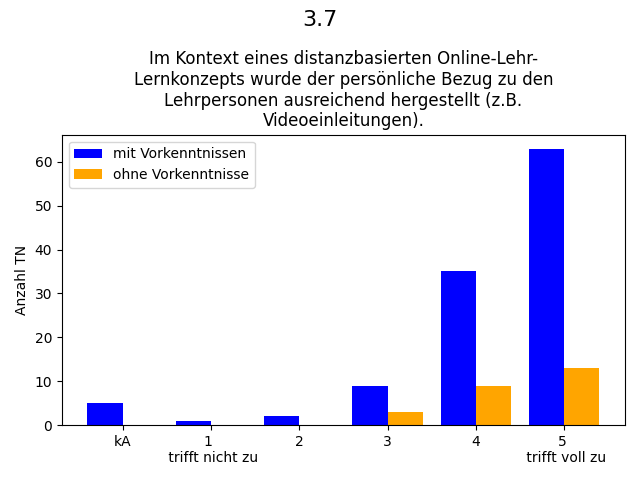 3.7
Im Kontext eines distanzbasierten Online-Lehr-
Lernkonzepts wurde der persönliche Bezug zu den
Lehrpersonen ausreichend hergestellt (z.B.
Videoeinleitungen).
mit Vorkenntnissen
ohne Vorkenntnisse
Anzahl TN
60
50
40
30
20
10
0
kA 1 2 3 4 5
trifft nicht zu trifft voll zu